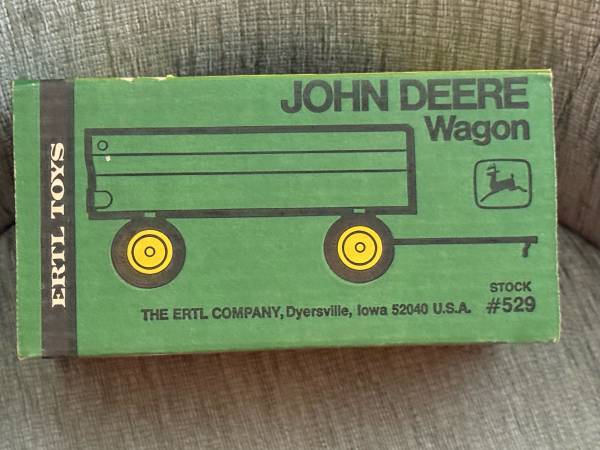 JOHN DEERE
Wagon
ERTL TOYS
STOCK
THE ERTL COMPANY, Dyersville, Iowa 52040 U.S.A. #529